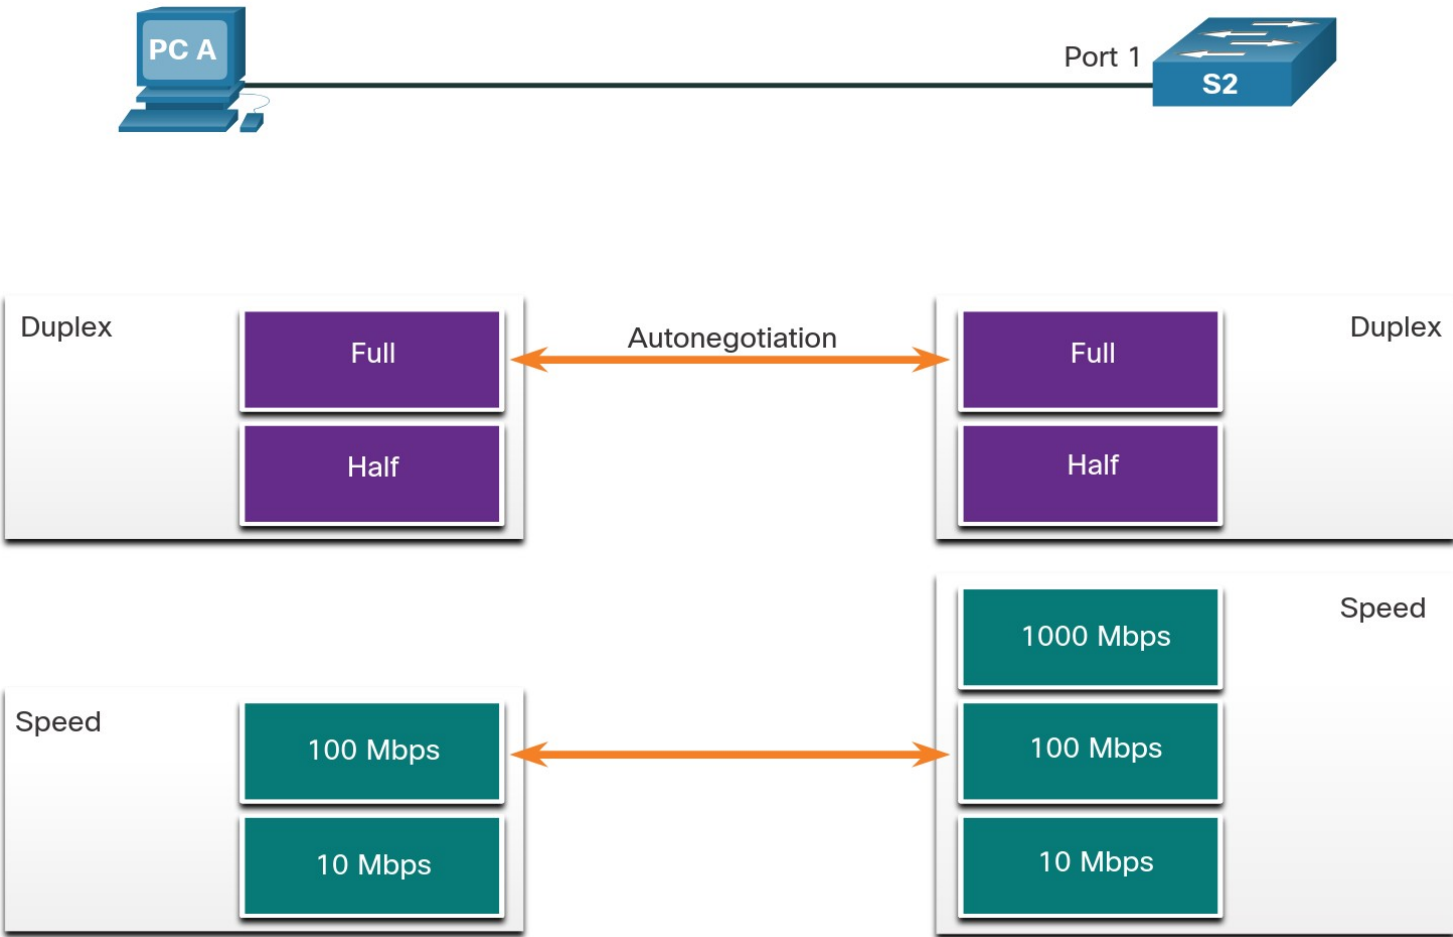 PC A
Port 1
S2
Duplex
Full
Half
Autonegotiation
Full
Half
Duplex
Speed
100 Mbps
10 Mbps
1000 Mbps
100 Mbps
10 Mbps
Speed